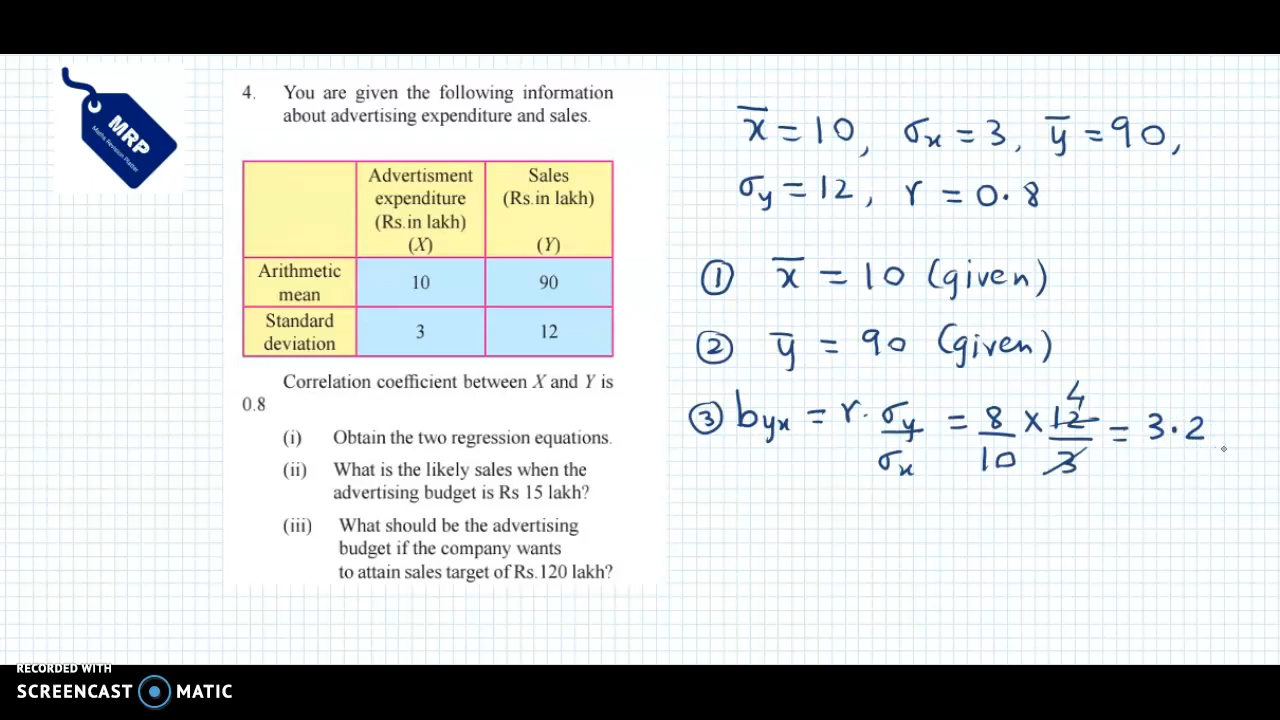 MRP
Maths Revision Platter
4. You are given the following information
about advertising expenditure and sales.
Advertisment
expenditure
(Rs.in lakh)
(X)
Sales
(Rs.in lakh)
(Y)
Arithmetic
mean
10
90
Standard
deviation
3
12
Correlation coefficient between X and Y is
0.8
(i) Obtain the two regression equations.
(ii) What is the likely sales when the
advertising budget is Rs 15 lakh?
(iii) What should be the advertising
budget if the company wants
to attain sales target of Rs.120 lakh?
x̅ = 10, σx = 3, y̅ = 90,
σy = 12, r = 0.8
① x̅ = 10 (given)
② y̅ = 90 (given)
③ byx = r · σy/σx = 8/10 × 12/3 = 3.2
4
RECORDED WITH
SCREENCAST MATIC